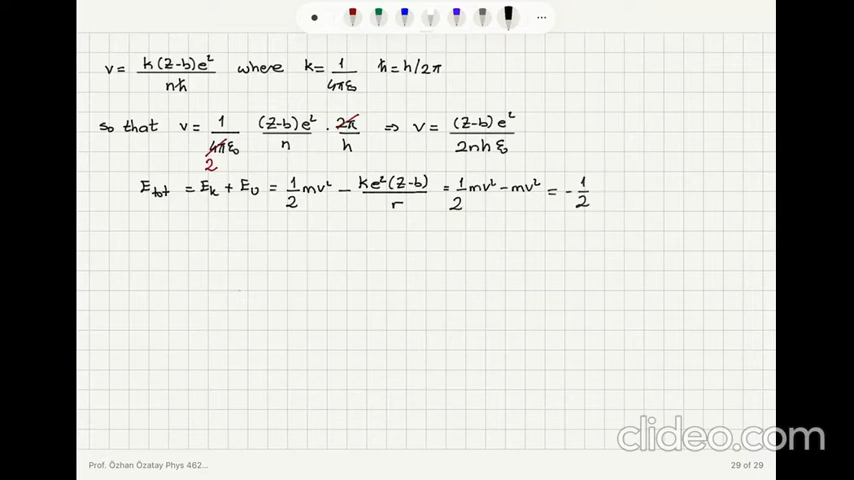 v = k(Z-b)e² / nħ where k = 1 / 4πε₀ ħ = h/2π
so that v = 1 / 4πε₀ 2 (Z-b)e² / n · 2π / h ⇒ v = (Z-b)e² / 2nhε₀
E_tot = E_k + E_U = 1/2 mv² - ke²(Z-b) / r = 1/2 mv² - mv² = - 1/2
clideo.com
Prof. Özhan Özatay Phys 462... 29 of 29